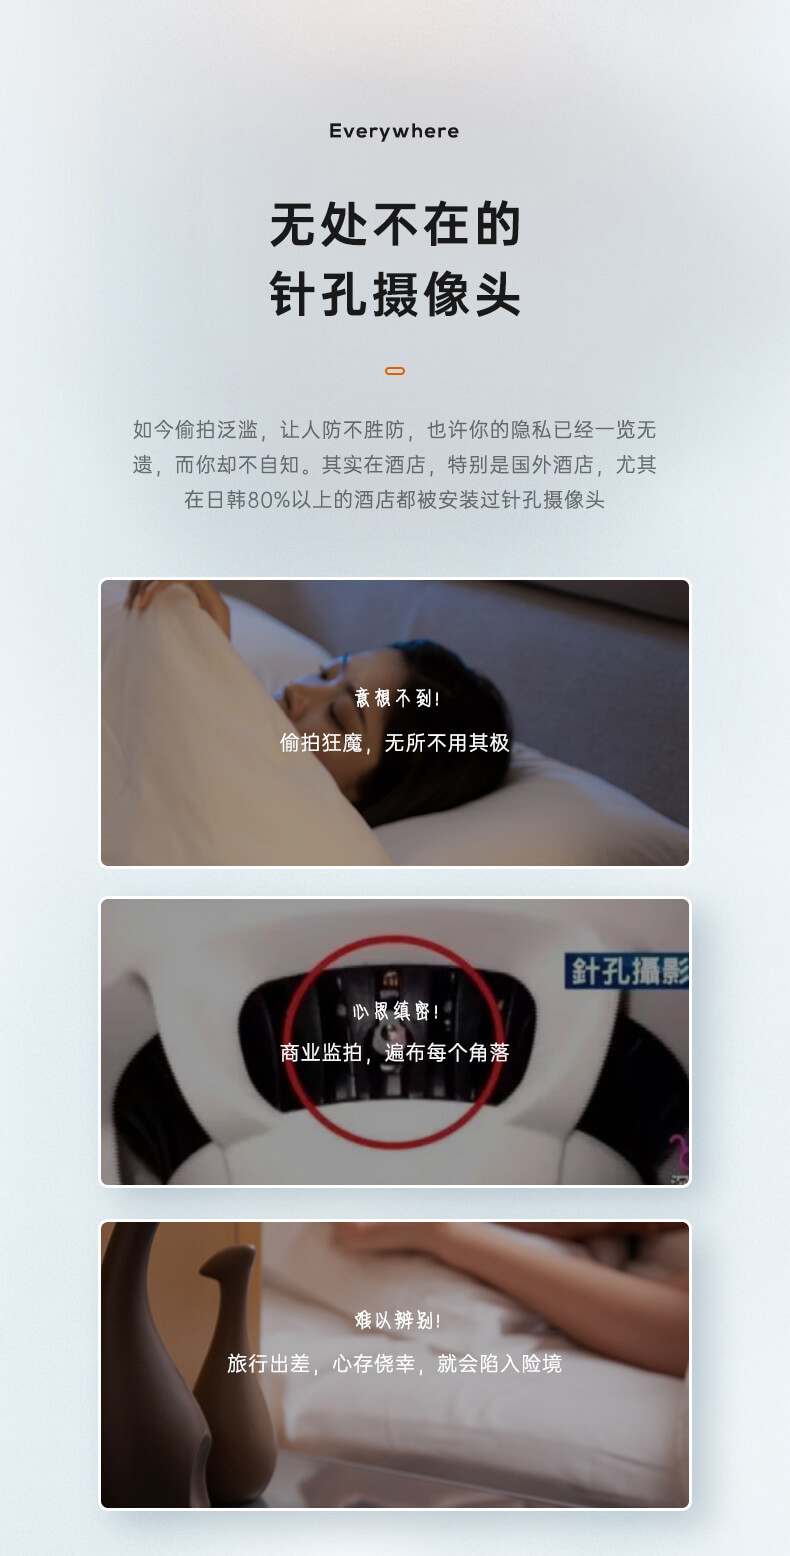 Everywhere
无处不在的
针孔摄像头
如今偷拍泛滥，让人防不胜防，也许你的隐私已经一览无
遗，而你却不自知。其实在酒店，特别是国外酒店，尤其
在日韩80%以上的酒店都被安装过针孔摄像头
意想不到!
偷拍狂魔，无所不用其极
針孔攝影
心思缜密!
商业监拍，遍布每个角落
难以辨别!
旅行出差，心存侥幸，就会陷入险境